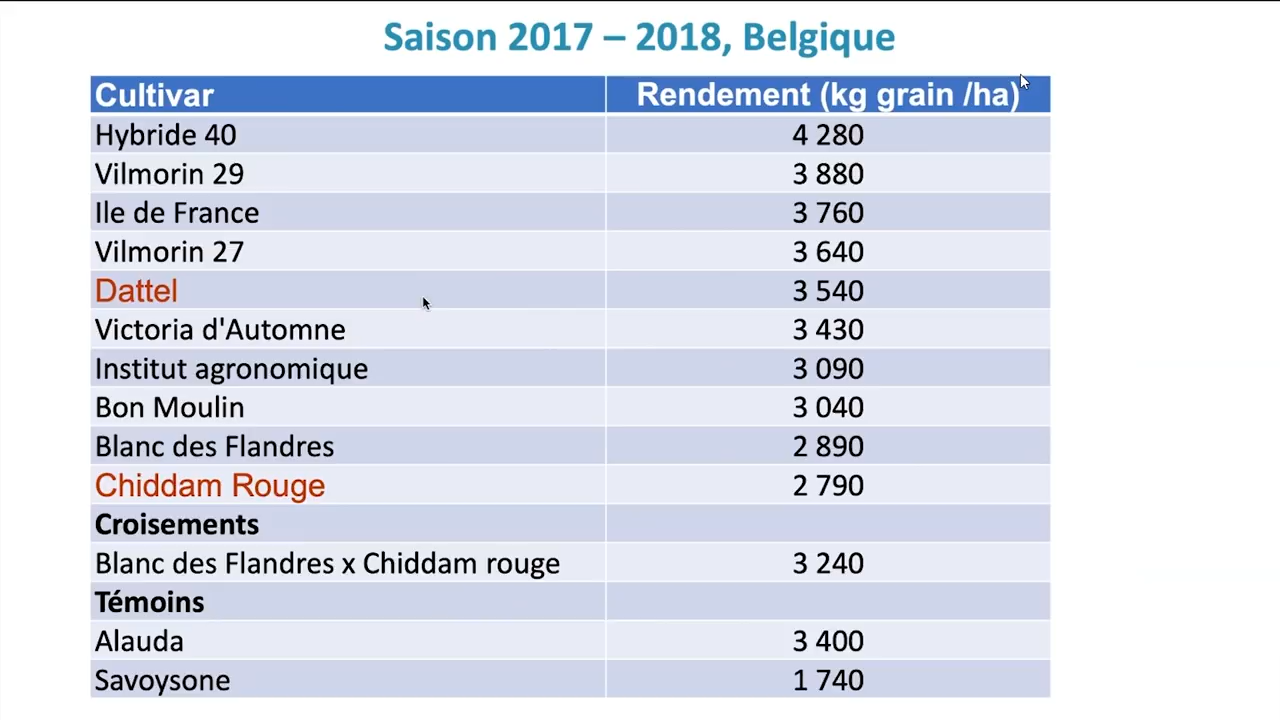 Saison 2017 – 2018, Belgique
Cultivar Rendement (kg grain /ha)
Hybride 40 4 280
Vilmorin 29 3 880
Ile de France 3 760
Vilmorin 27 3 640
Dattel 3 540
Victoria d'Automne 3 430
Institut agronomique 3 090
Bon Moulin 3 040
Blanc des Flandres 2 890
Chiddam Rouge 2 790
Croisements
Blanc des Flandres x Chiddam rouge 3 240
Témoins
Alauda 3 400
Savoysone 1 740